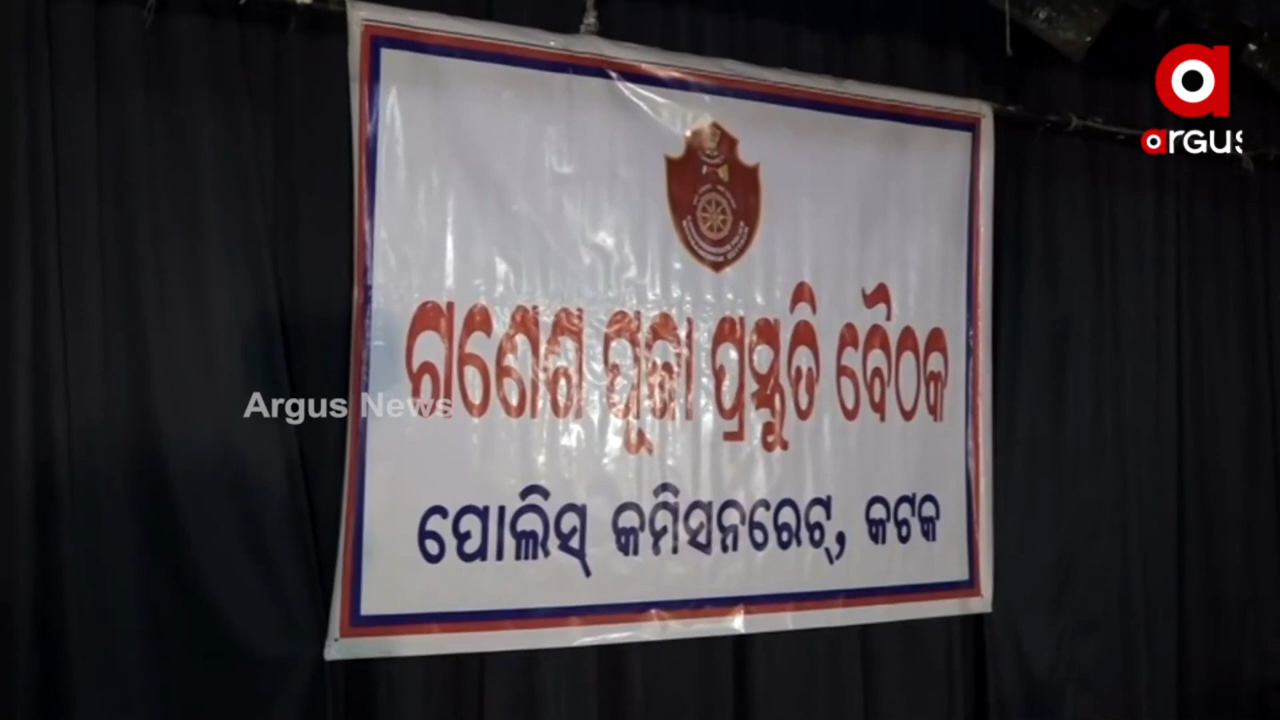 ଗଣେଶ ପୂଜା ପ୍ରସ୍ତୁତି ବୈଠକ
ପୋଲିସ୍ କମିସନରେଟ୍, କଟକ
Argus News
a
argus